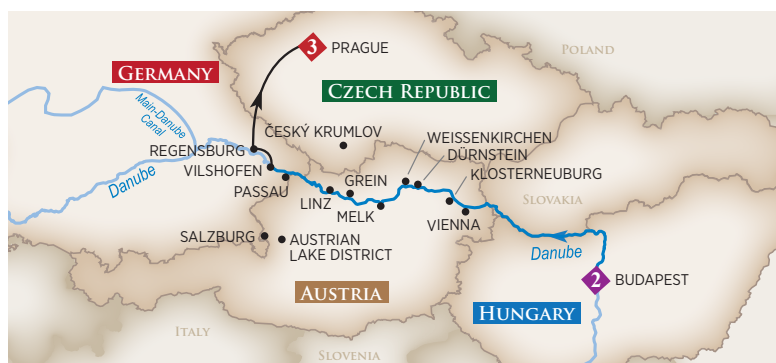 POLAND
3
PRAGUE
GERMANY
CZECH REPUBLIC
Main-Danube
Canal
ČESKÝ KRUMLOV
WEISSENKIRCHEN
DÜRNSTEIN
REGENSBURG
KLOSTERNEUBURG
VILSHOFEN
Danube
PASSAU
GREIN
LINZ
MELK
SLOVAKIA
VIENNA
SALZBURG
AUSTRIAN
LAKE DISTRICT
Danube
2
BUDAPEST
AUSTRIA
HUNGARY
ITALY
SLOVENIA